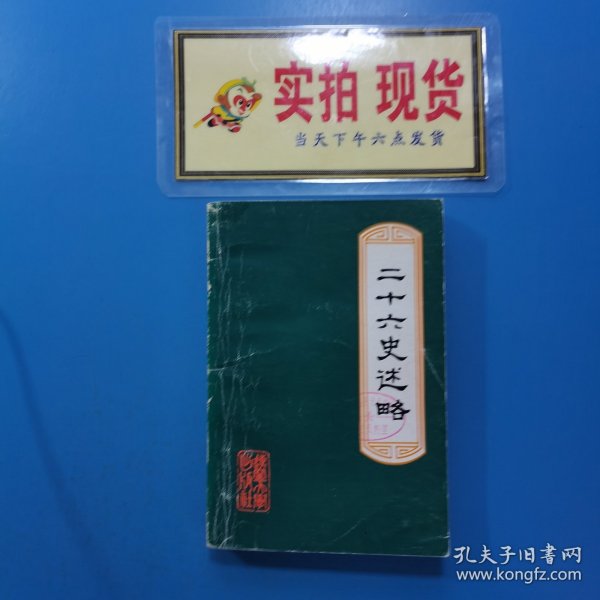 实拍 现货
当天下午六点发货
二十六史述略
孔夫子旧書网
www.kongfz.com